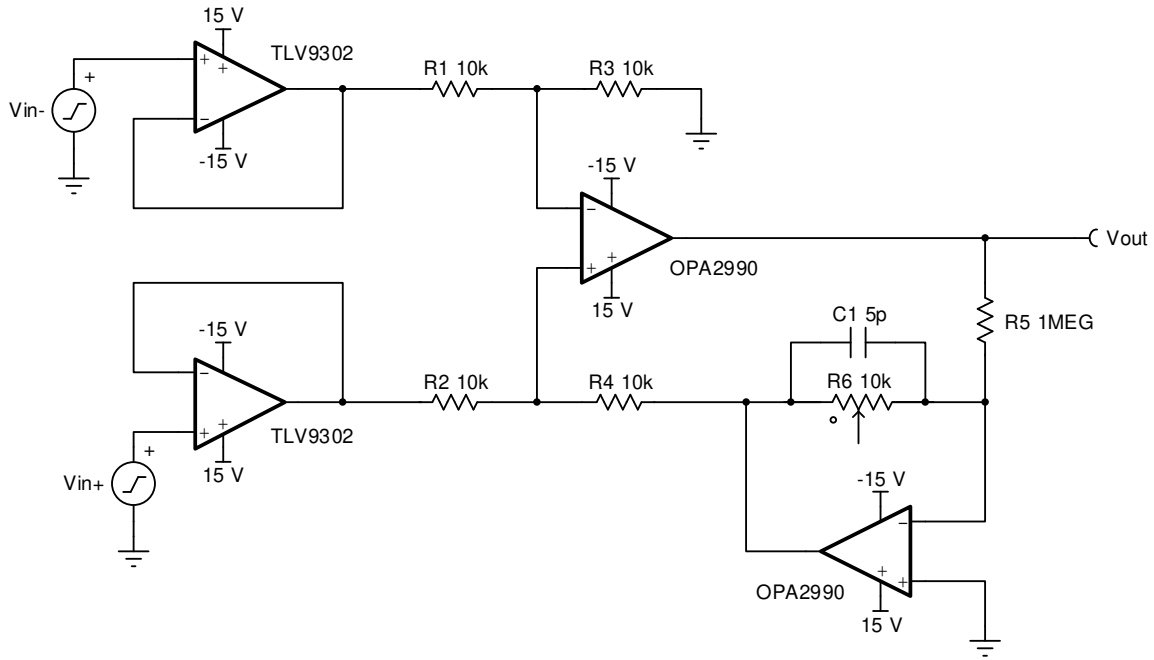 15 V
TLV9302
+
+
+
−
Vin-
-15 V
R1 10k
R3 10k
-15 V
−
+
+
15 V
OPA2990
Vout
R5 1MEG
C1 5p
R6 10k
-15 V
−
+
+
15 V
TLV9302
R2 10k
R4 10k
+
Vin+
-15 V
−
+
+
15 V
OPA2990